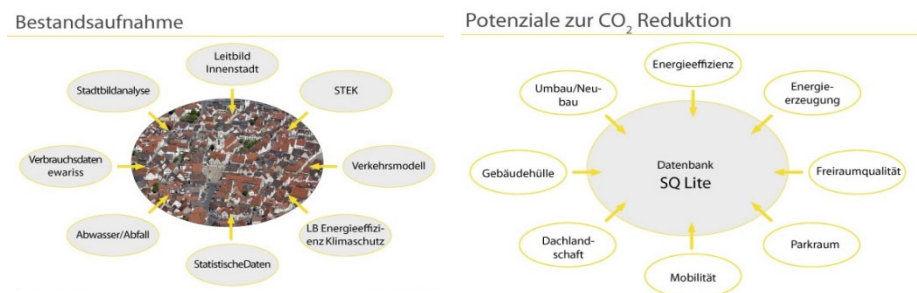 Bestandsaufnahme
Leitbild
Innenstadt
Stadtbildanalyse
STEK
Verbrauchsdaten
ewariss
Verkehrsmodell
Abwasser/Abfall
LB Energieeffizi-
enz Klimaschutz
StatistischeDaten
Potenziale zur CO₂ Reduktion
Energieeffizienz
Umbau/Neu-
bau
Energie-
erzeugung
Gebäudehülle
Datenbank
SQ Lite
Freiraumqualität
Dachland-
schaft
Parkraum
Mobilität